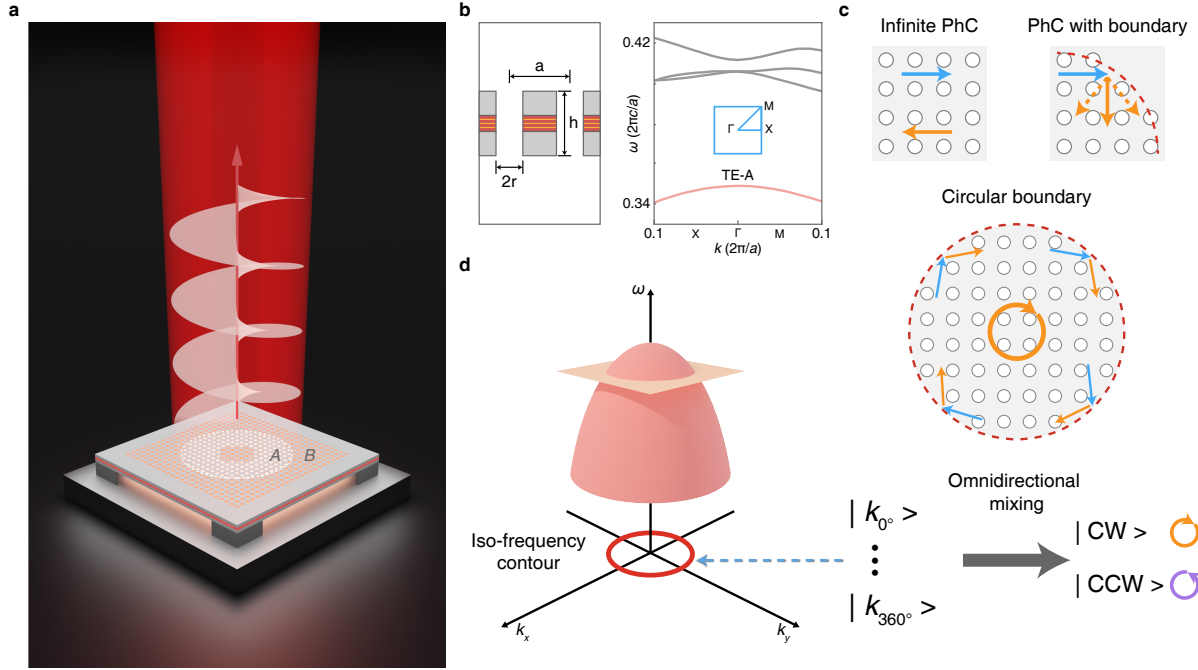 a
A
B
b
a
h
2r
0.42
ω (2πc/a)
0.34
M
Γ
X
TE-A
0.1
X
Γ
M
0.1
k (2π/a)
c
Infinite PhC
PhC with boundary
Circular boundary
d
ω
Iso-frequency
contour
kₓ
k_y
| k₀° >
⋮
| k₃₆₀° >
Omnidirectional
mixing
| CW >
| CCW >